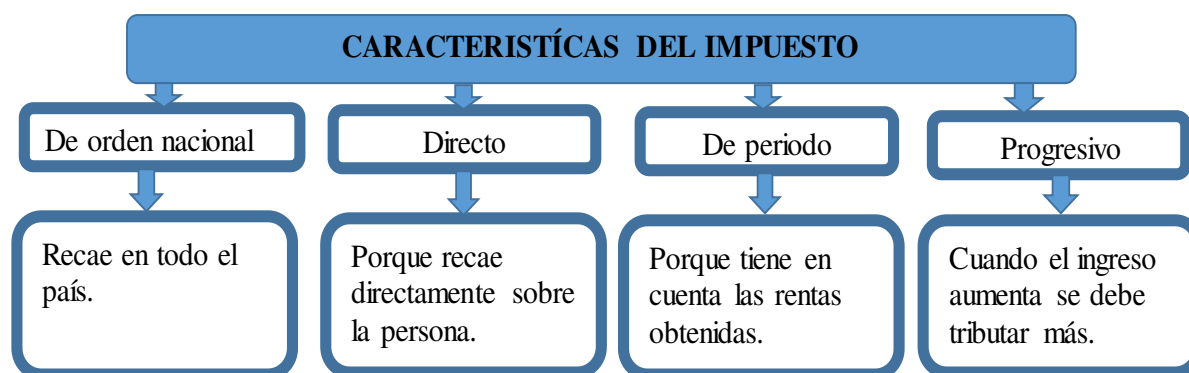 CARACTERISTÍCAS DEL IMPUESTO
De orden nacional
Directo
De periodo
Progresivo
Recae en todo el
país.
Porque recae
directamente sobre
la persona.
Porque tiene en
cuenta las rentas
obtenidas.
Cuando el ingreso
aumenta se debe
tributar más.